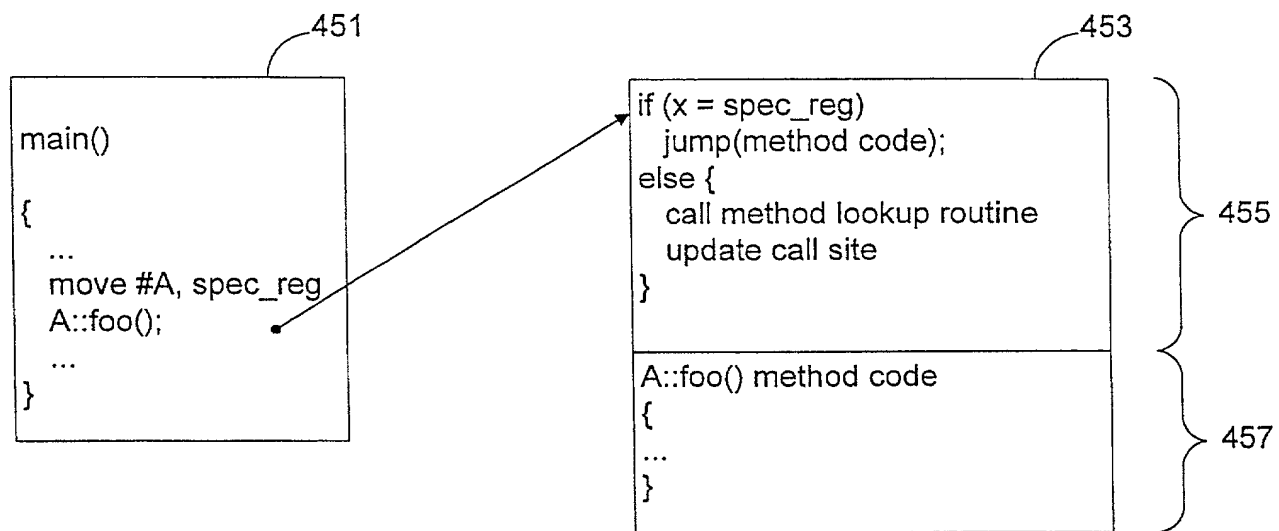 451
main()
{
...
move #A, spec_reg
A::foo();
...
}
453
if (x = spec_reg)
jump(method code);
else {
call method lookup routine
update call site
}
455
A::foo() method code
{
...
}
457